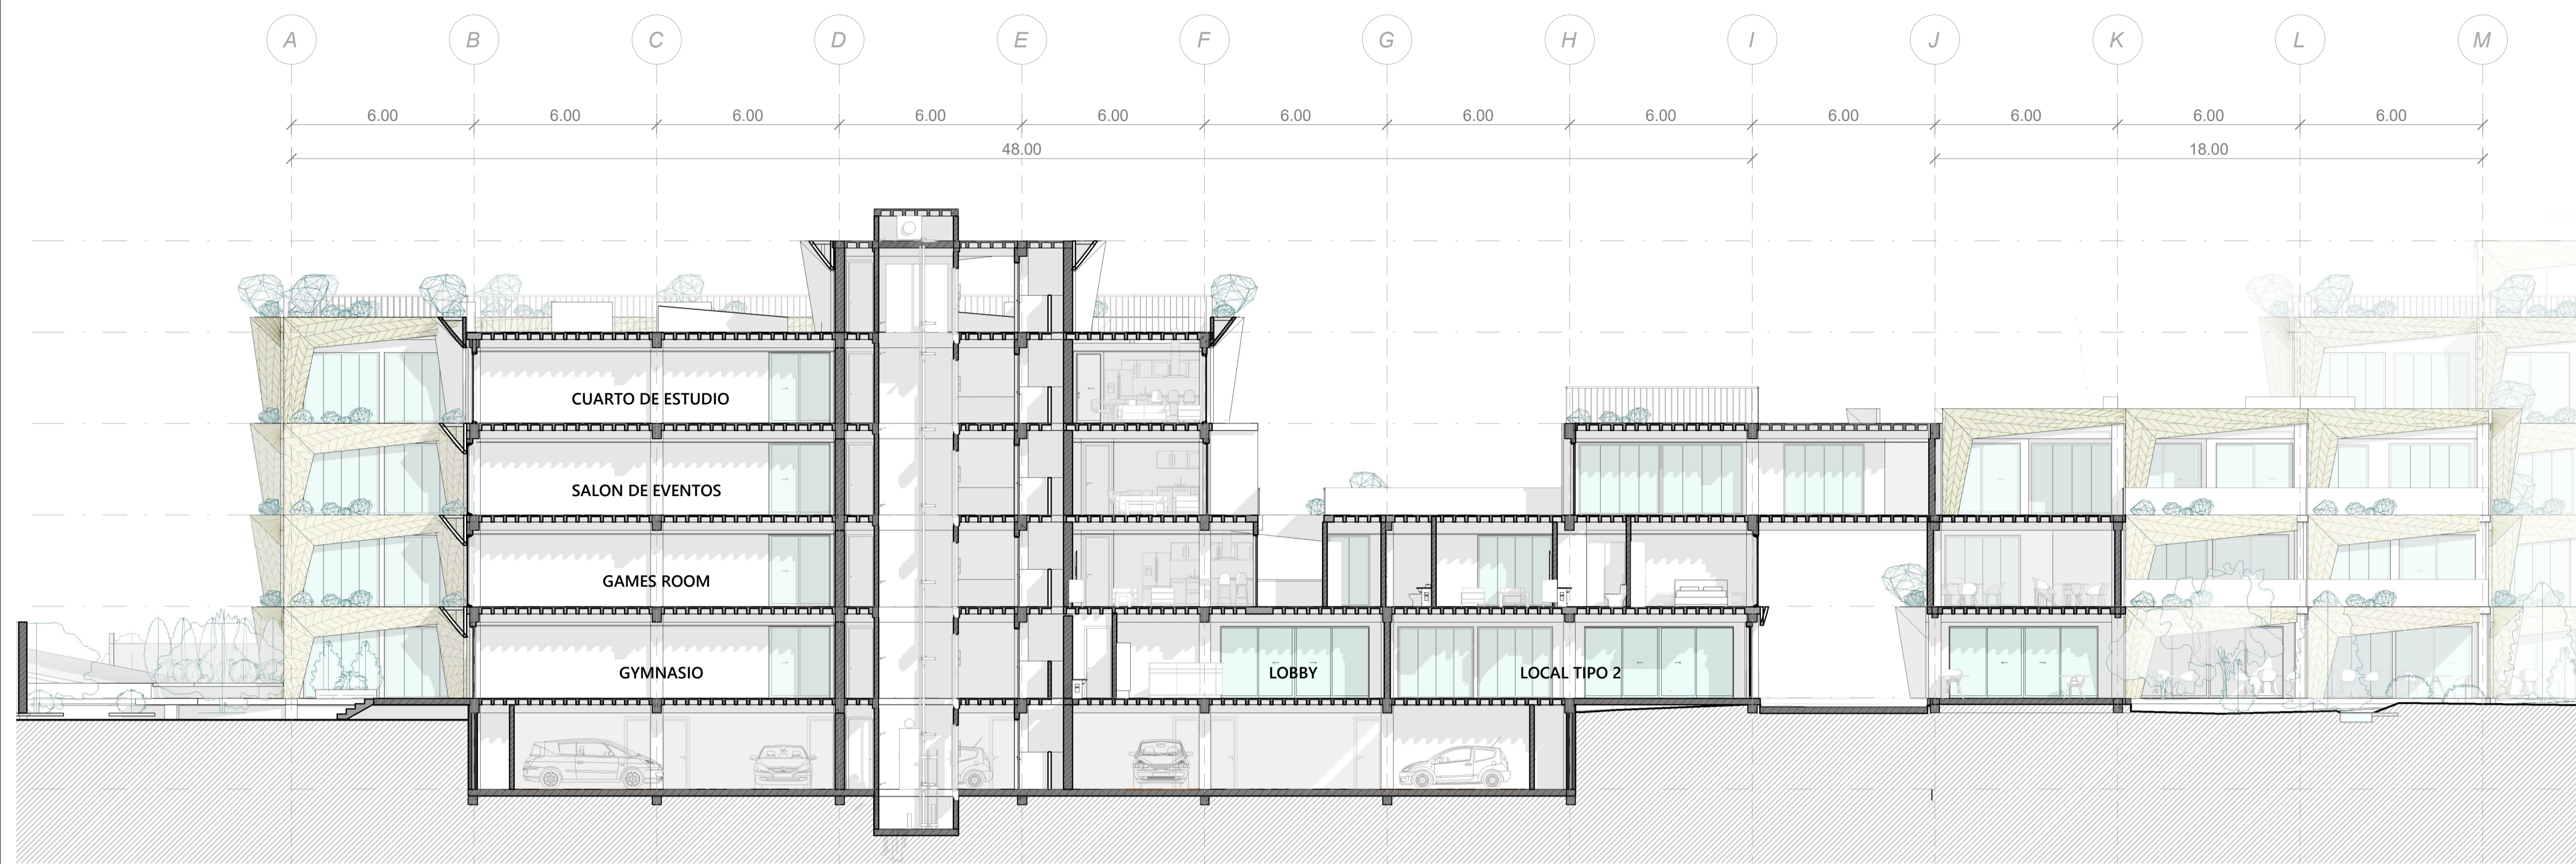 A B C D E F G H I J K L M
6.00 6.00 6.00 6.00 6.00 6.00 6.00 6.00 6.00 6.00 6.00 6.00
48.00 18.00
CUARTO DE ESTUDIO
SALON DE EVENTOS
GAMES ROOM
GYMNASIO LOBBY LOCAL TIPO 2